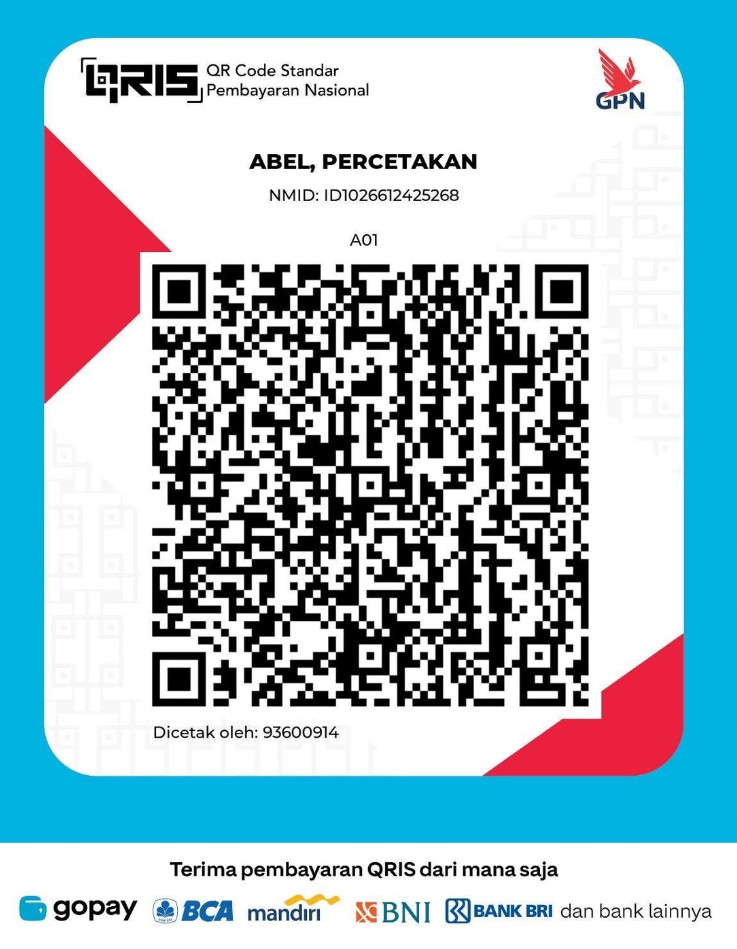 QRIS QR Code Standar
Pembayaran Nasional
GPN
ABEL, PERCETAKAN
NMID: ID1026612425268
A01
Dicetak oleh: 93600914
Terima pembayaran QRIS dari mana saja
gopay BCA mandiri BNI BANK BRI dan bank lainnya